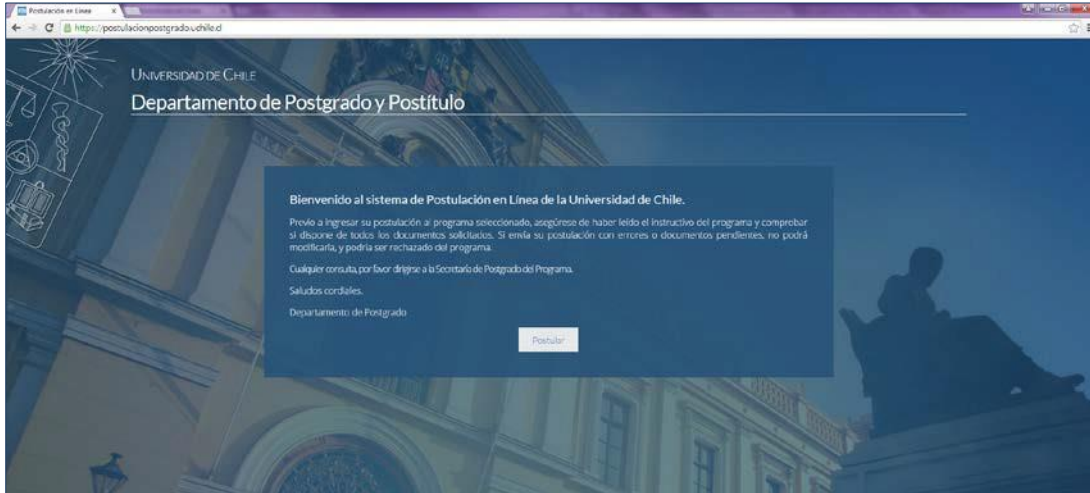 Postulación en Línea
https://postulacionpostgrado.uchile.cl
UNIVERSIDAD DE CHILE
Departamento de Postgrado y Postítulo
Bienvenido al sistema de Postulación en Línea de la Universidad de Chile.
Previo a ingresar su postulación al programa seleccionado, asegúrese de haber leído el instructivo del programa y comprobar
si dispone de todos los documentos solicitados. Si envía su postulación con errores o documentos pendientes, no podrá
modificarla, y podría ser rechazado del programa.
Cualquier consulta, por favor dirigirse a la Secretaría de Postgrado del Programa.
Saludos cordiales.
Departamento de Postgrado
Postular